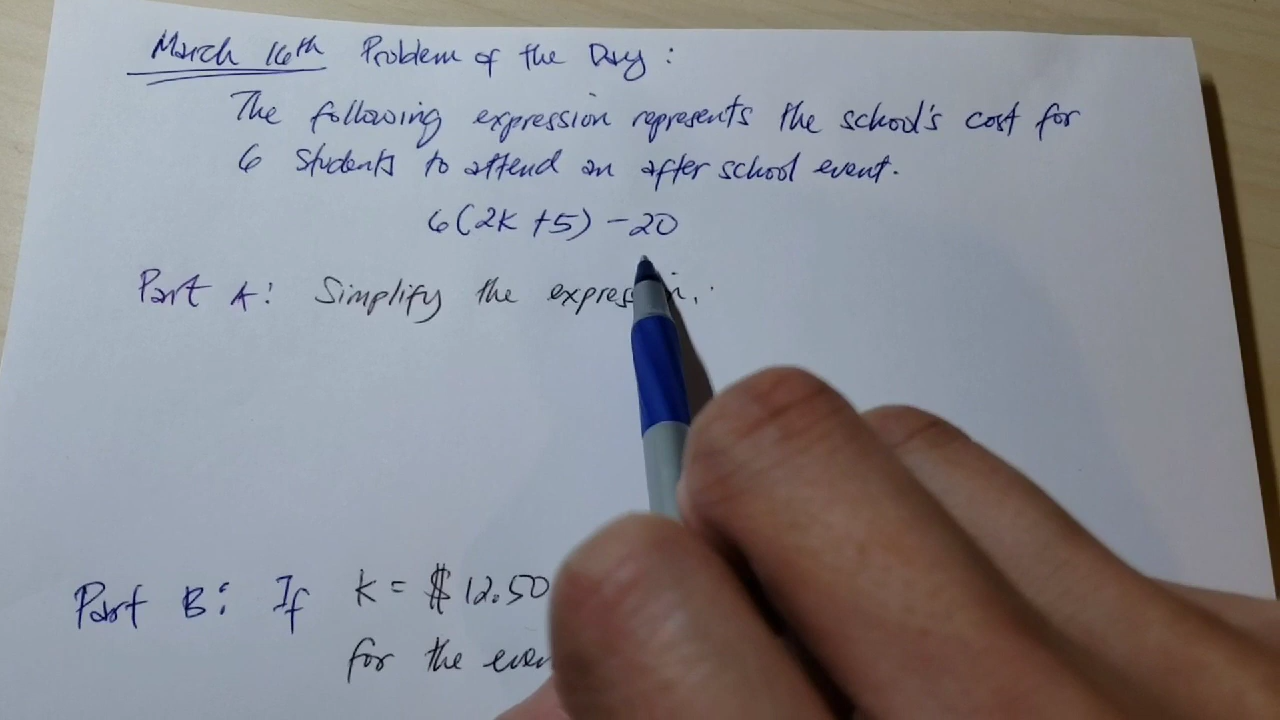 March 16th Problem of the Day:
The following expression represents the school's cost for
6 students to attend an after school event.
6(2k+5) -20
Part A: Simplify the
Part B: If k = $12.50
for the